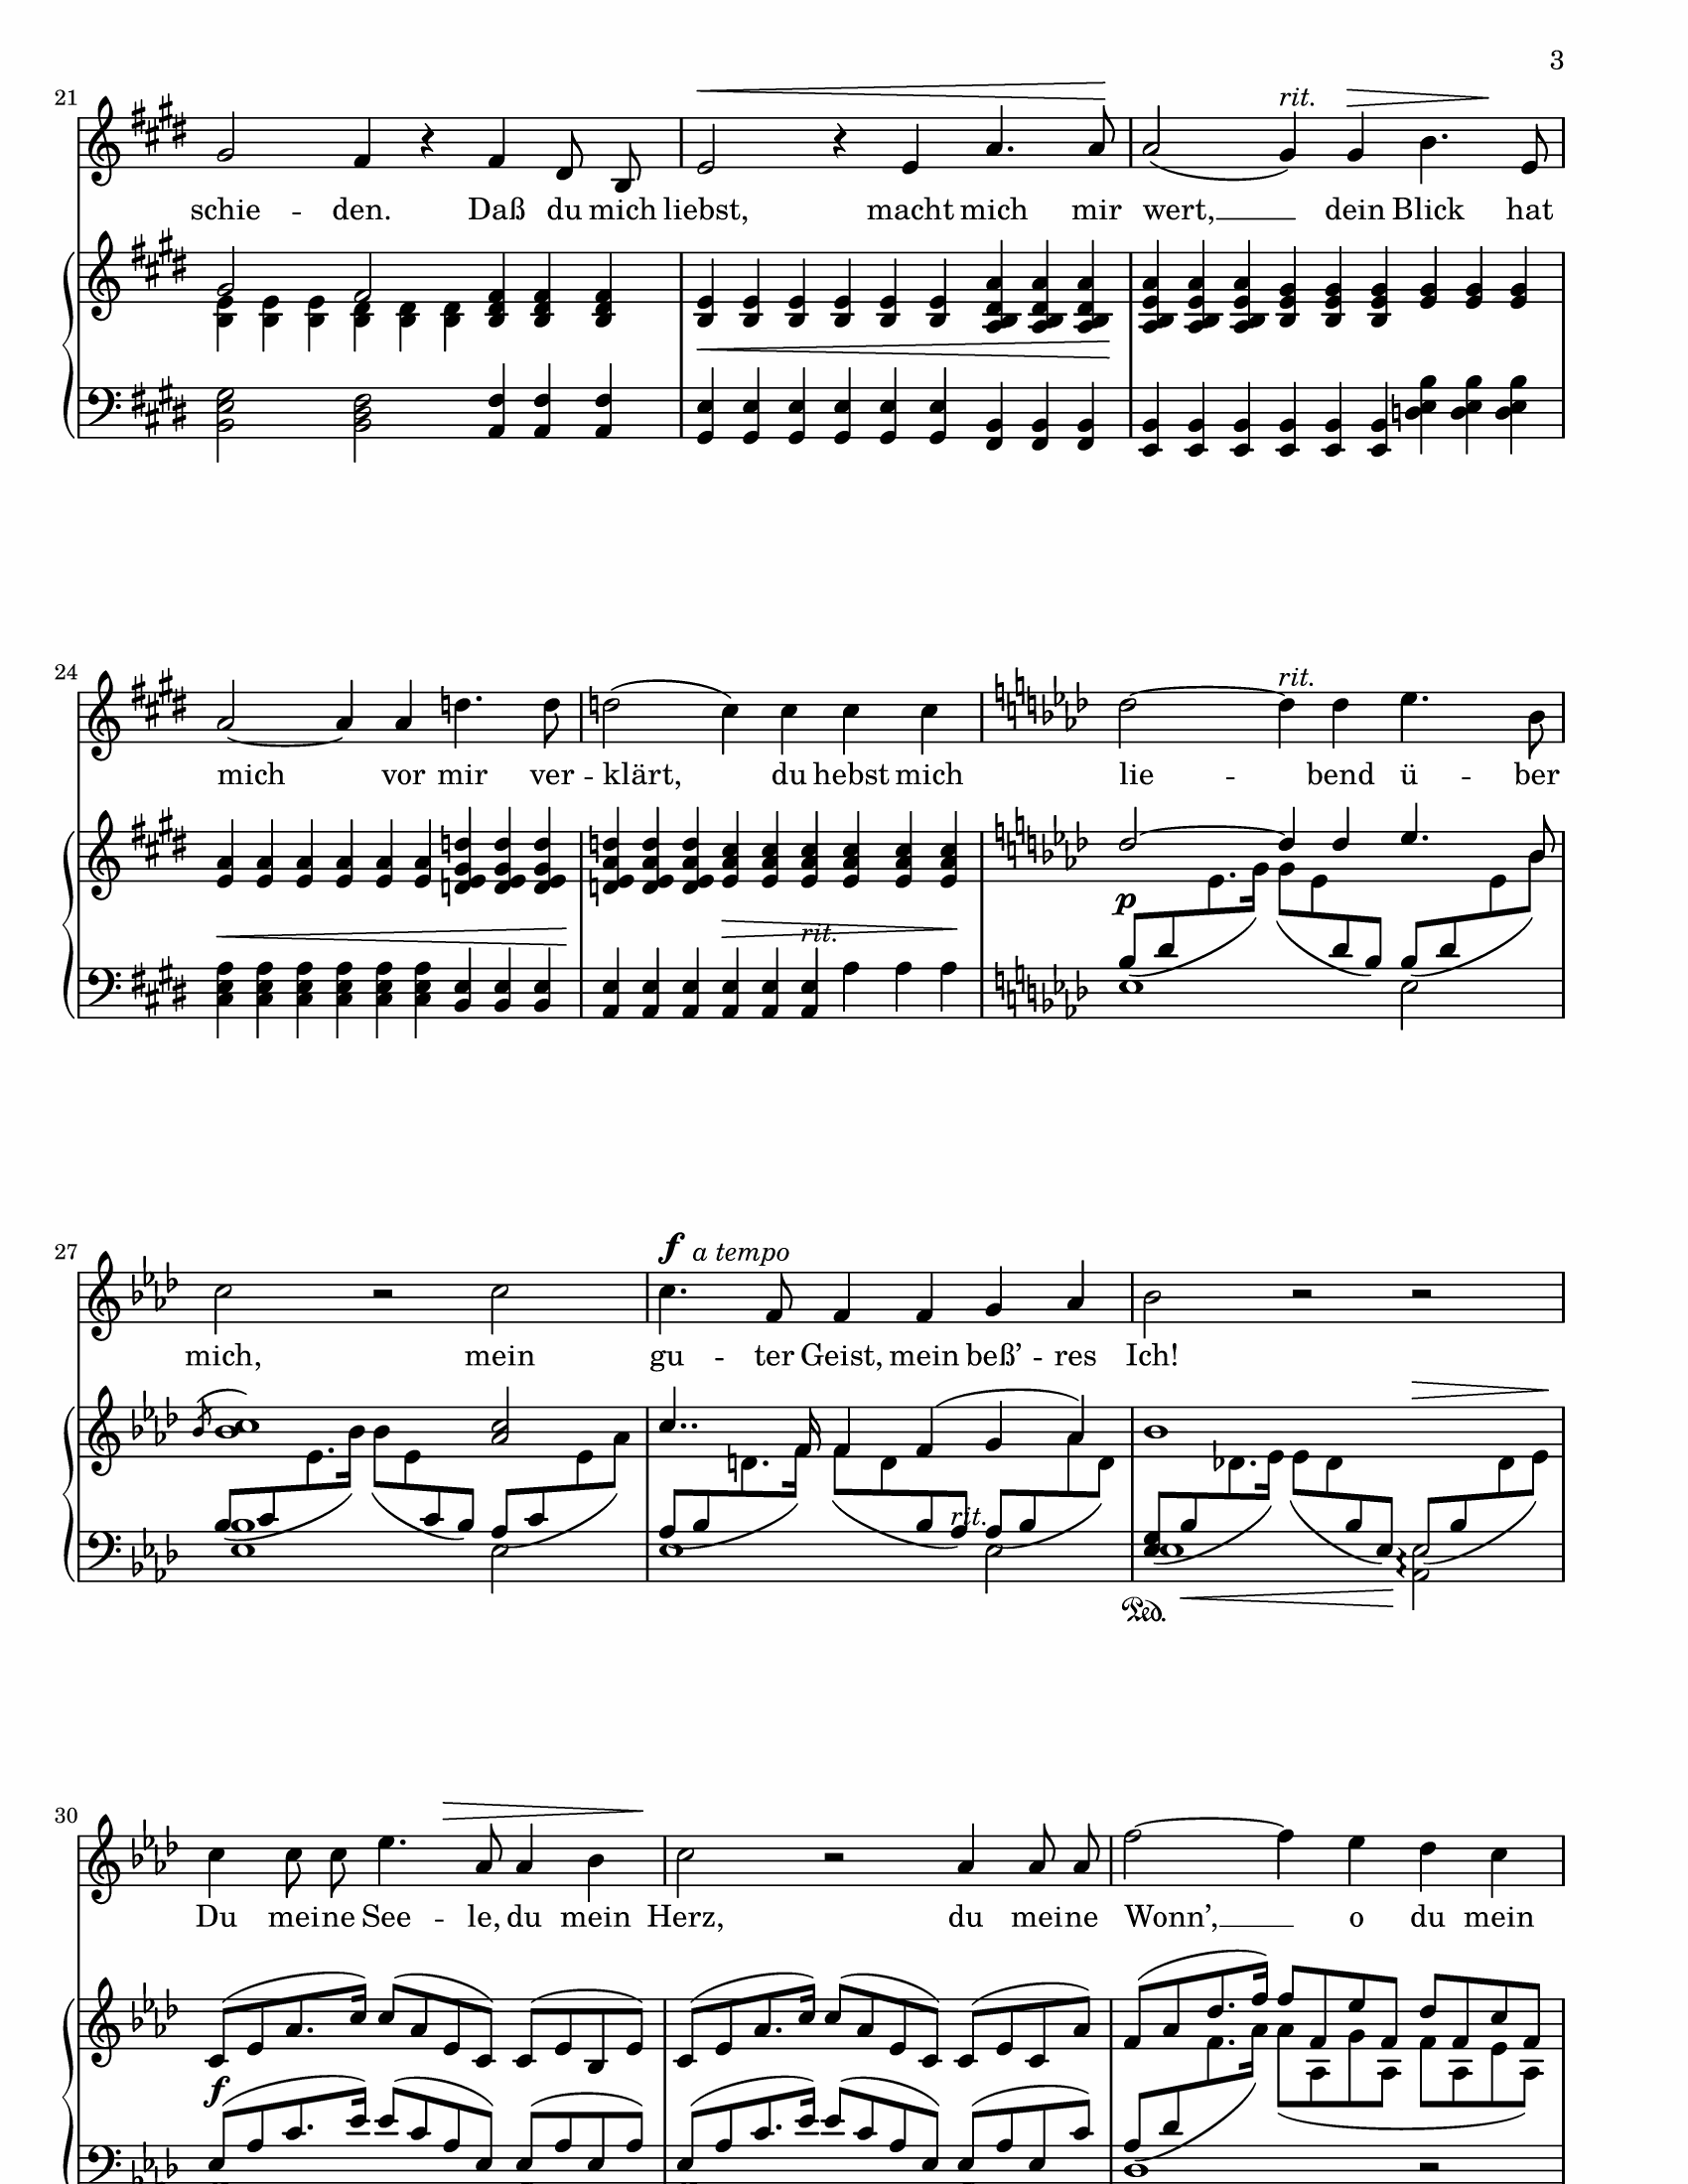 3
21
rit.
schie -- den. Daß du mich liebst, macht mich mir wert, __ dein Blick hat
24
rit.
mich vor mir ver -- klärt, du hebst mich lie -- bend ü -- ber
rit.
p
27
f a tempo
mich, mein gu -- ter Geist, mein beß’ -- res Ich!
rit.
Ped.
30
Du meine See -- le, du mein Herz, du meine Wonn’, __ o du mein
f